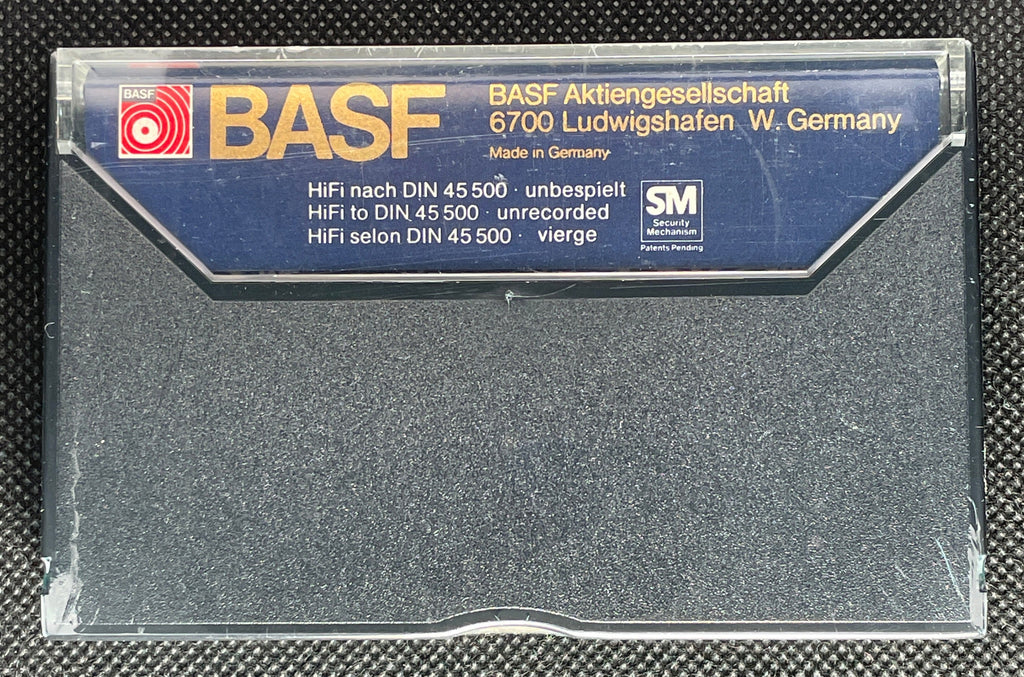 BASF
BASF
BASF Aktiengesellschaft
6700 Ludwigshafen W. Germany
Made in Germany
HiFi nach DIN 45 500 · unbespielt
HiFi to DIN 45 500 · unrecorded
HiFi selon DIN 45 500 · vierge
SM
Security
Mechanism
Patents Pending